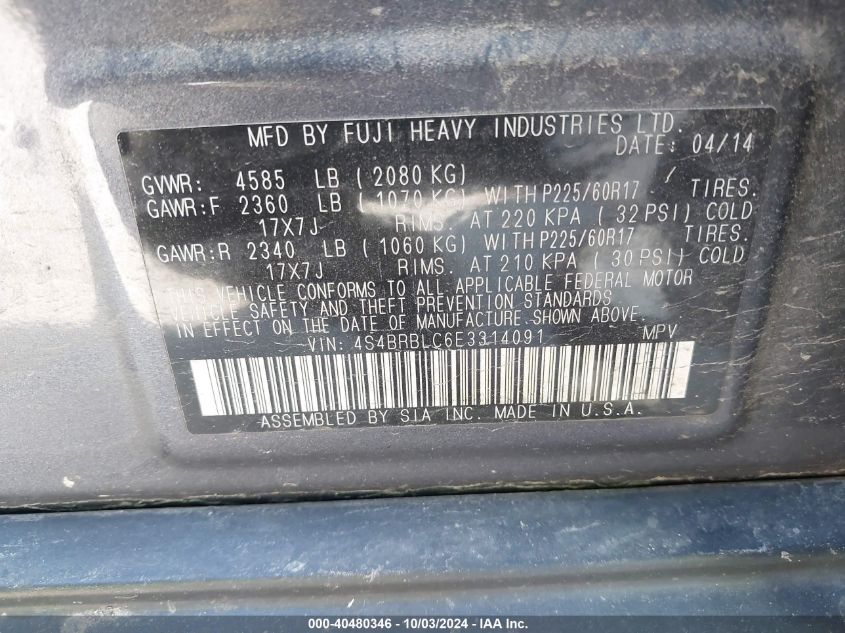 MFD BY FUJI HEAVY INDUSTRIES LTD.
DATE: 04/14
GVWR: 4585 LB ( 2080 KG)
GAWR:F 2360 LB ( 1070 KG) WITH P225/60R17 TIRES.
17X7J RIMS. AT 220 KPA ( 32 PSI) COLD
GAWR:R 2340 LB ( 1060 KG) WITH P225/60R17 TIRES.
17X7J RIMS. AT 210 KPA ( 30 PSI) COLD
THIS VEHICLE CONFORMS TO ALL APPLICABLE FEDERAL MOTOR
VEHICLE SAFETY AND THEFT PREVENTION STANDARDS
IN EFFECT ON THE DATE OF MANUFACTURE SHOWN ABOVE.
VIN: 4S4BRBLC6E3314091 MPV
ASSEMBLED BY SIA INC. MADE IN U.S.A.
000-40480346 - 10/03/2024 - IAA Inc.